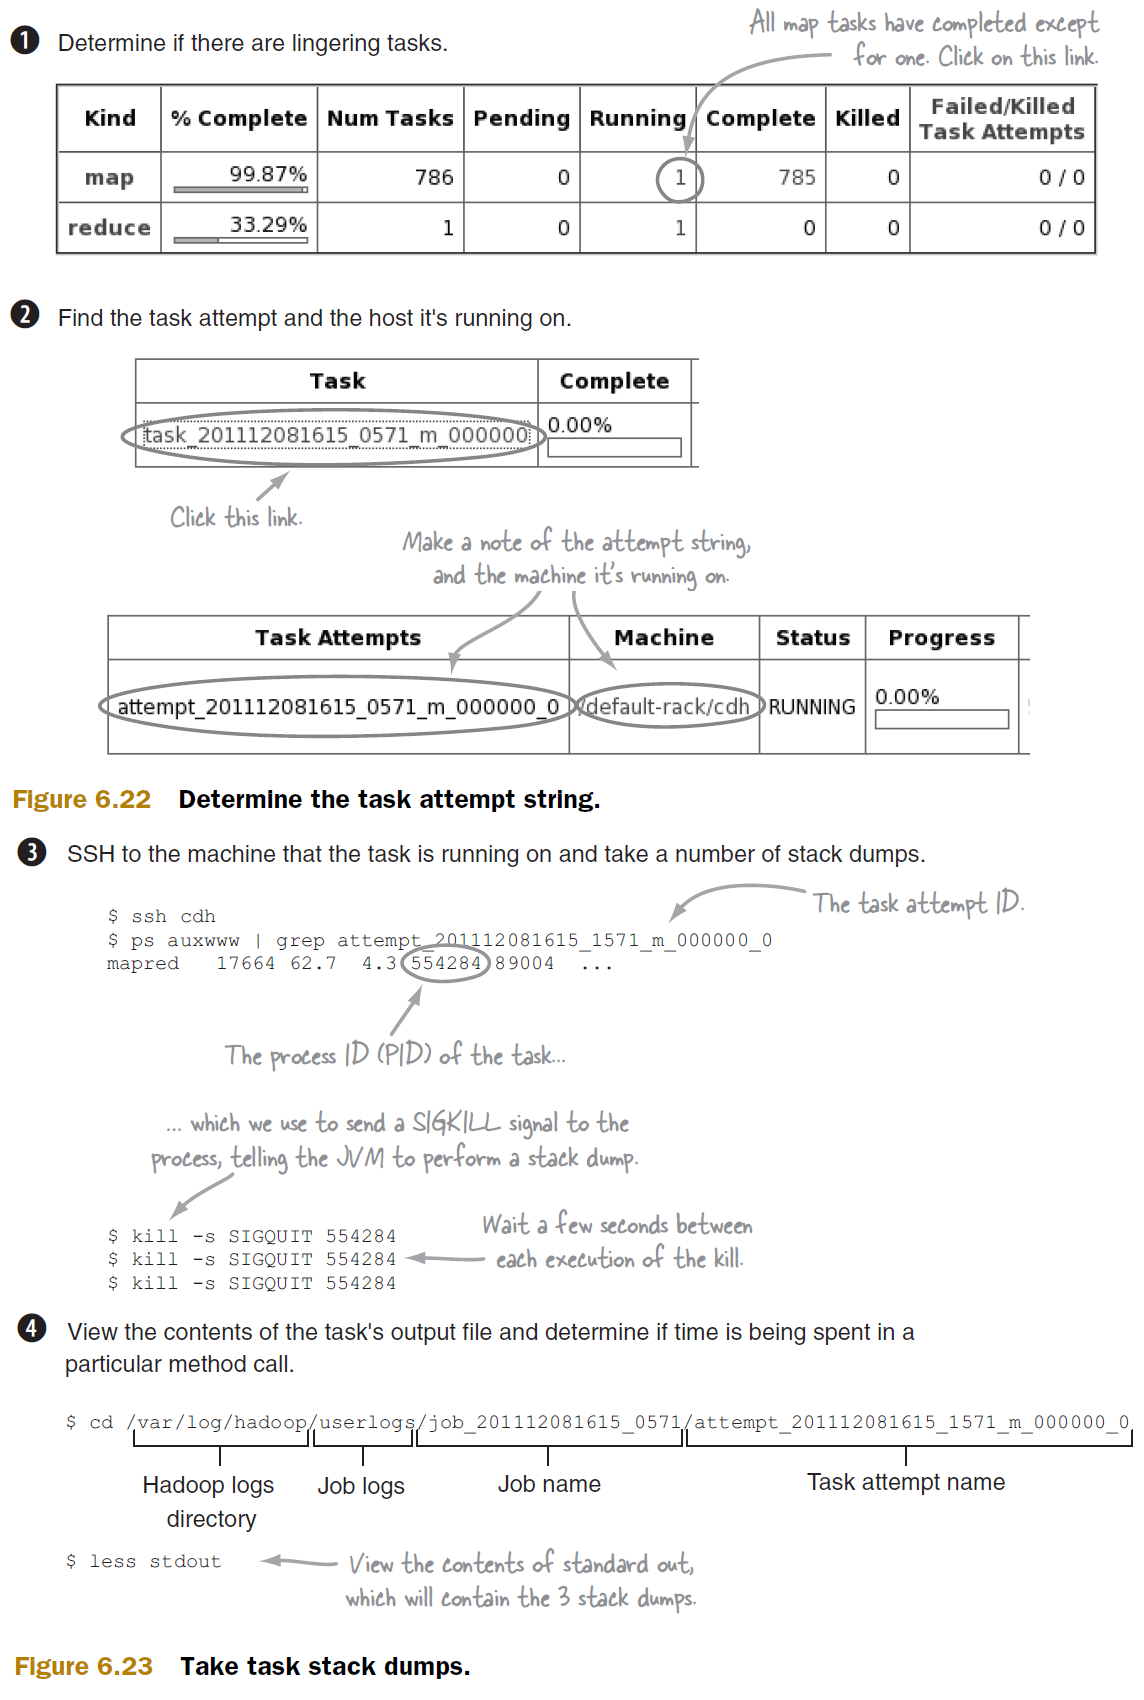 All map tasks have completed except
for one. Click on this link.
1 Determine if there are lingering tasks.
Kind % Complete Num Tasks Pending Running Complete Killed Failed/Killed Task Attempts
map 99.87% 786 0 1 785 0 0 / 0
reduce 33.29% 1 0 1 0 0 0 / 0
2 Find the task attempt and the host it's running on.
Task Complete
task_201112081615_0571_m_000000 0.00%
Click this link.
Make a note of the attempt string,
and the machine it's running on.
Task Attempts Machine Status Progress
attempt_201112081615_0571_m_000000_0 /default-rack/cdh RUNNING 0.00%
Figure 6.22 Determine the task attempt string.
3 SSH to the machine that the task is running on and take a number of stack dumps.
The task attempt ID.
$ ssh cdh
$ ps auxwww | grep attempt_201112081615_1571_m_000000_0
mapred 17664 62.7 4.3 554284 89004 ...
The process ID (PID) of the task...
... which we use to send a SIGKILL signal to the
process, telling the JVM to perform a stack dump.
$ kill -s SIGQUIT 554284
$ kill -s SIGQUIT 554284
$ kill -s SIGQUIT 554284
Wait a few seconds between
each execution of the kill.
4 View the contents of the task's output file and determine if time is being spent in a
particular method call.
$ cd /var/log/hadoop/userlogs/job_201112081615_0571/attempt_201112081615_1571_m_000000_0
Hadoop logs
directory
Job logs
Job name
Task attempt name
$ less stdout
View the contents of standard out,
which will contain the 3 stack dumps.
Figure 6.23 Take task stack dumps.